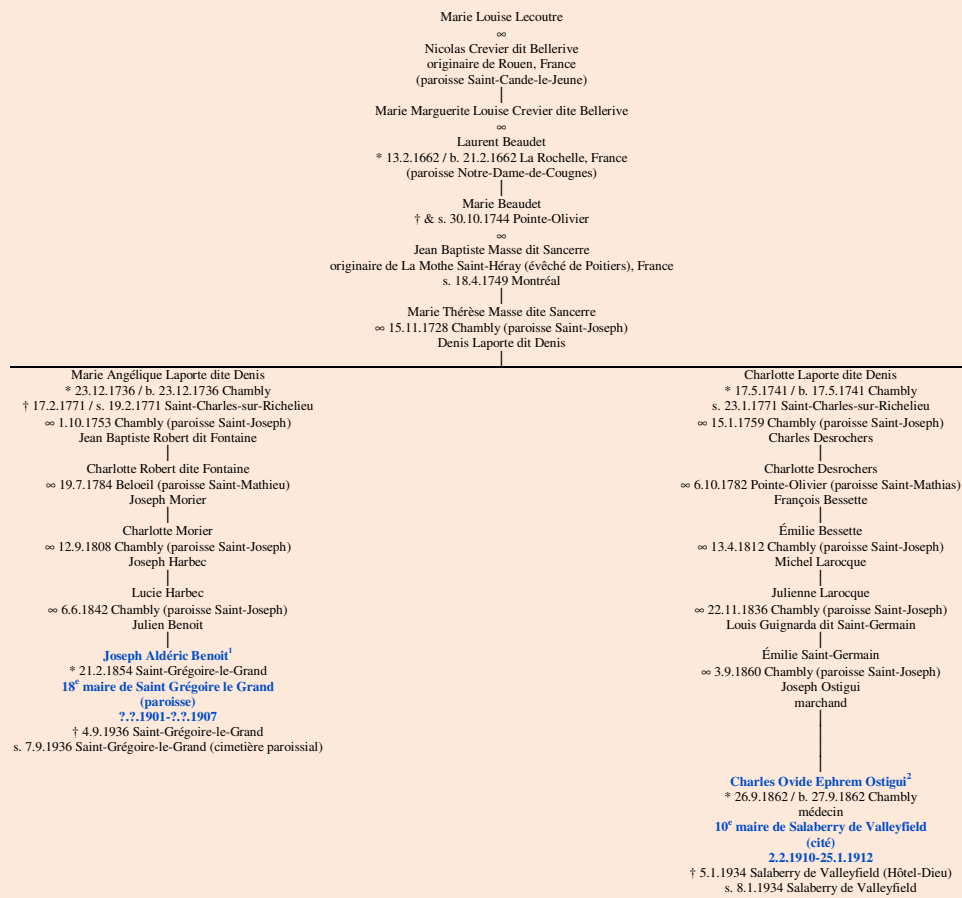 Marie Louise Lecoutre
∞
Nicolas Crevier dit Bellerive
originaire de Rouen, France
(paroisse Saint-Cande-le-Jeune)
Marie Marguerite Louise Crevier dite Bellerive
∞
Laurent Beaudet
* 13.2.1662 / b. 21.2.1662 La Rochelle, France
(paroisse Notre-Dame-de-Cougnes)
Marie Beaudet
† & s. 30.10.1744 Pointe-Olivier
∞
Jean Baptiste Masse dit Sancerre
originaire de La Mothe Saint-Héray (évêché de Poitiers), France
s. 18.4.1749 Montréal
Marie Thérèse Masse dite Sancerre
∞ 15.11.1728 Chambly (paroisse Saint-Joseph)
Denis Laporte dit Denis
Marie Angélique Laporte dite Denis
* 23.12.1736 / b. 23.12.1736 Chambly
† 17.2.1771 / s. 19.2.1771 Saint-Charles-sur-Richelieu
∞ 1.10.1753 Chambly (paroisse Saint-Joseph)
Jean Baptiste Robert dit Fontaine
Charlotte Robert dite Fontaine
∞ 19.7.1784 Beloeil (paroisse Saint-Mathieu)
Joseph Morier
Charlotte Morier
∞ 12.9.1808 Chambly (paroisse Saint-Joseph)
Joseph Harbec
Lucie Harbec
∞ 6.6.1842 Chambly (paroisse Saint-Joseph)
Julien Benoit
Joseph Aldéric Benoit¹
* 21.2.1854 Saint-Grégoire-le-Grand
18e maire de Saint Grégoire le Grand
(paroisse)
?.?.1901-?.?.1907
† 4.9.1936 Saint-Grégoire-le-Grand
s. 7.9.1936 Saint-Grégoire-le-Grand (cimetière paroissial)
Charlotte Laporte dite Denis
* 17.5.1741 / b. 17.5.1741 Chambly
s. 23.1.1771 Saint-Charles-sur-Richelieu
∞ 15.1.1759 Chambly (paroisse Saint-Joseph)
Charles Desrochers
Charlotte Desrochers
∞ 6.10.1782 Pointe-Olivier (paroisse Saint-Mathias)
François Bessette
Émilie Bessette
∞ 13.4.1812 Chambly (paroisse Saint-Joseph)
Michel Larocque
Julienne Larocque
∞ 22.11.1836 Chambly (paroisse Saint-Joseph)
Louis Guignarda dit Saint-Germain
Émilie Saint-Germain
∞ 3.9.1860 Chambly (paroisse Saint-Joseph)
Joseph Ostigui
marchand
Charles Ovide Ephrem Ostigui²
* 26.9.1862 / b. 27.9.1862 Chambly
médecin
10e maire de Salaberry de Valleyfield
(cité)
2.2.1910-25.1.1912
† 5.1.1934 Salaberry de Valleyfield (Hôtel-Dieu)
s. 8.1.1934 Salaberry de Valleyfield